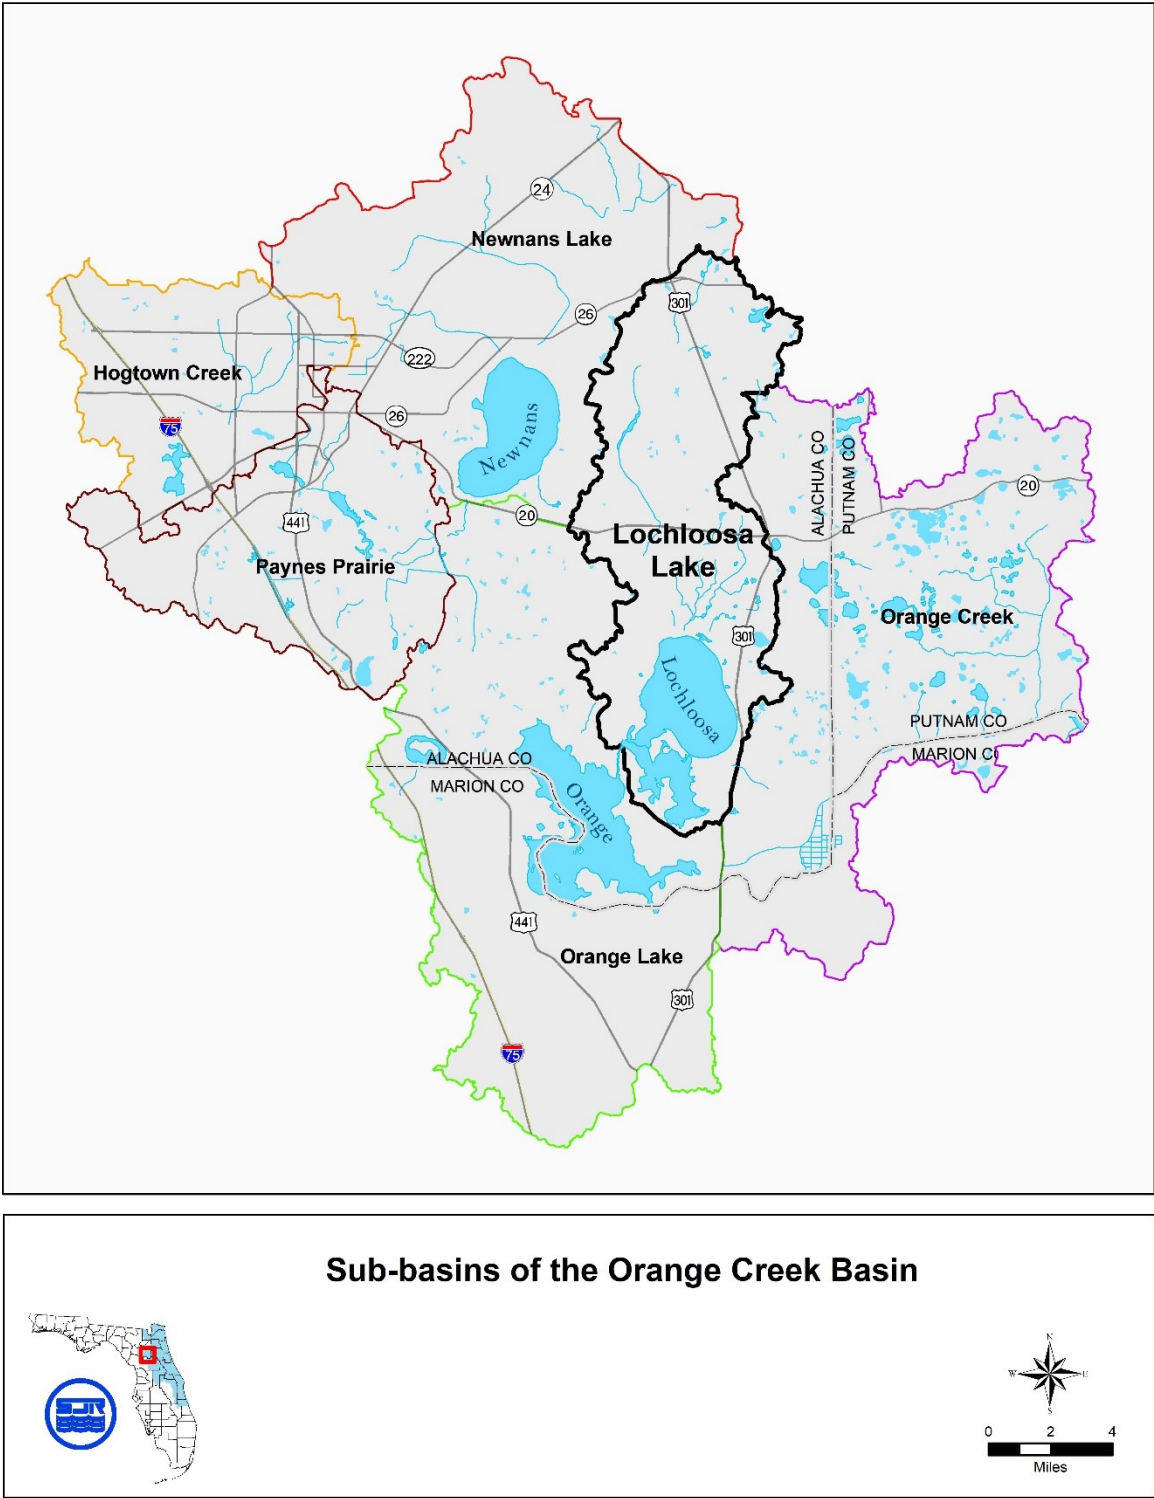 24
Newnans Lake
301
26
222
Hogtown Creek
26
75
Newnans
ALACHUA CO
PUTNAM CO
20
20
441
Lochloosa
Lake
Paynes Prairie
Orange Creek
301
Lochloosa
PUTNAM CO
MARION C
ALACHUA CO
MARION CO
Orange
441
Orange Lake
301
75
Sub-basins of the Orange Creek Basin
SJR
N
W
E
S
0 2 4
Miles